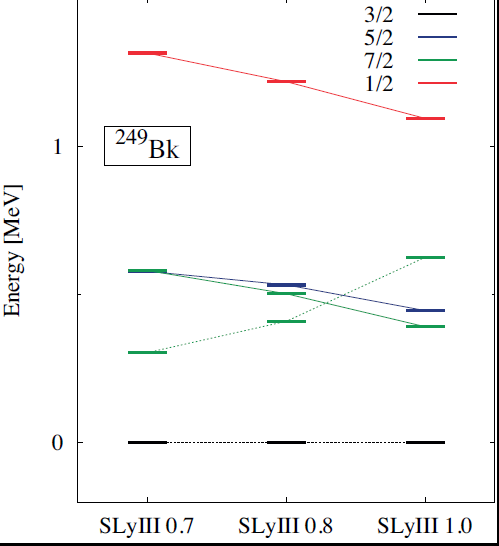 3/2
5/2
7/2
1/2
1
²⁴⁹Bk
Energy [MeV]
0
SLyIII 0.7 SLyIII 0.8 SLyIII 1.0